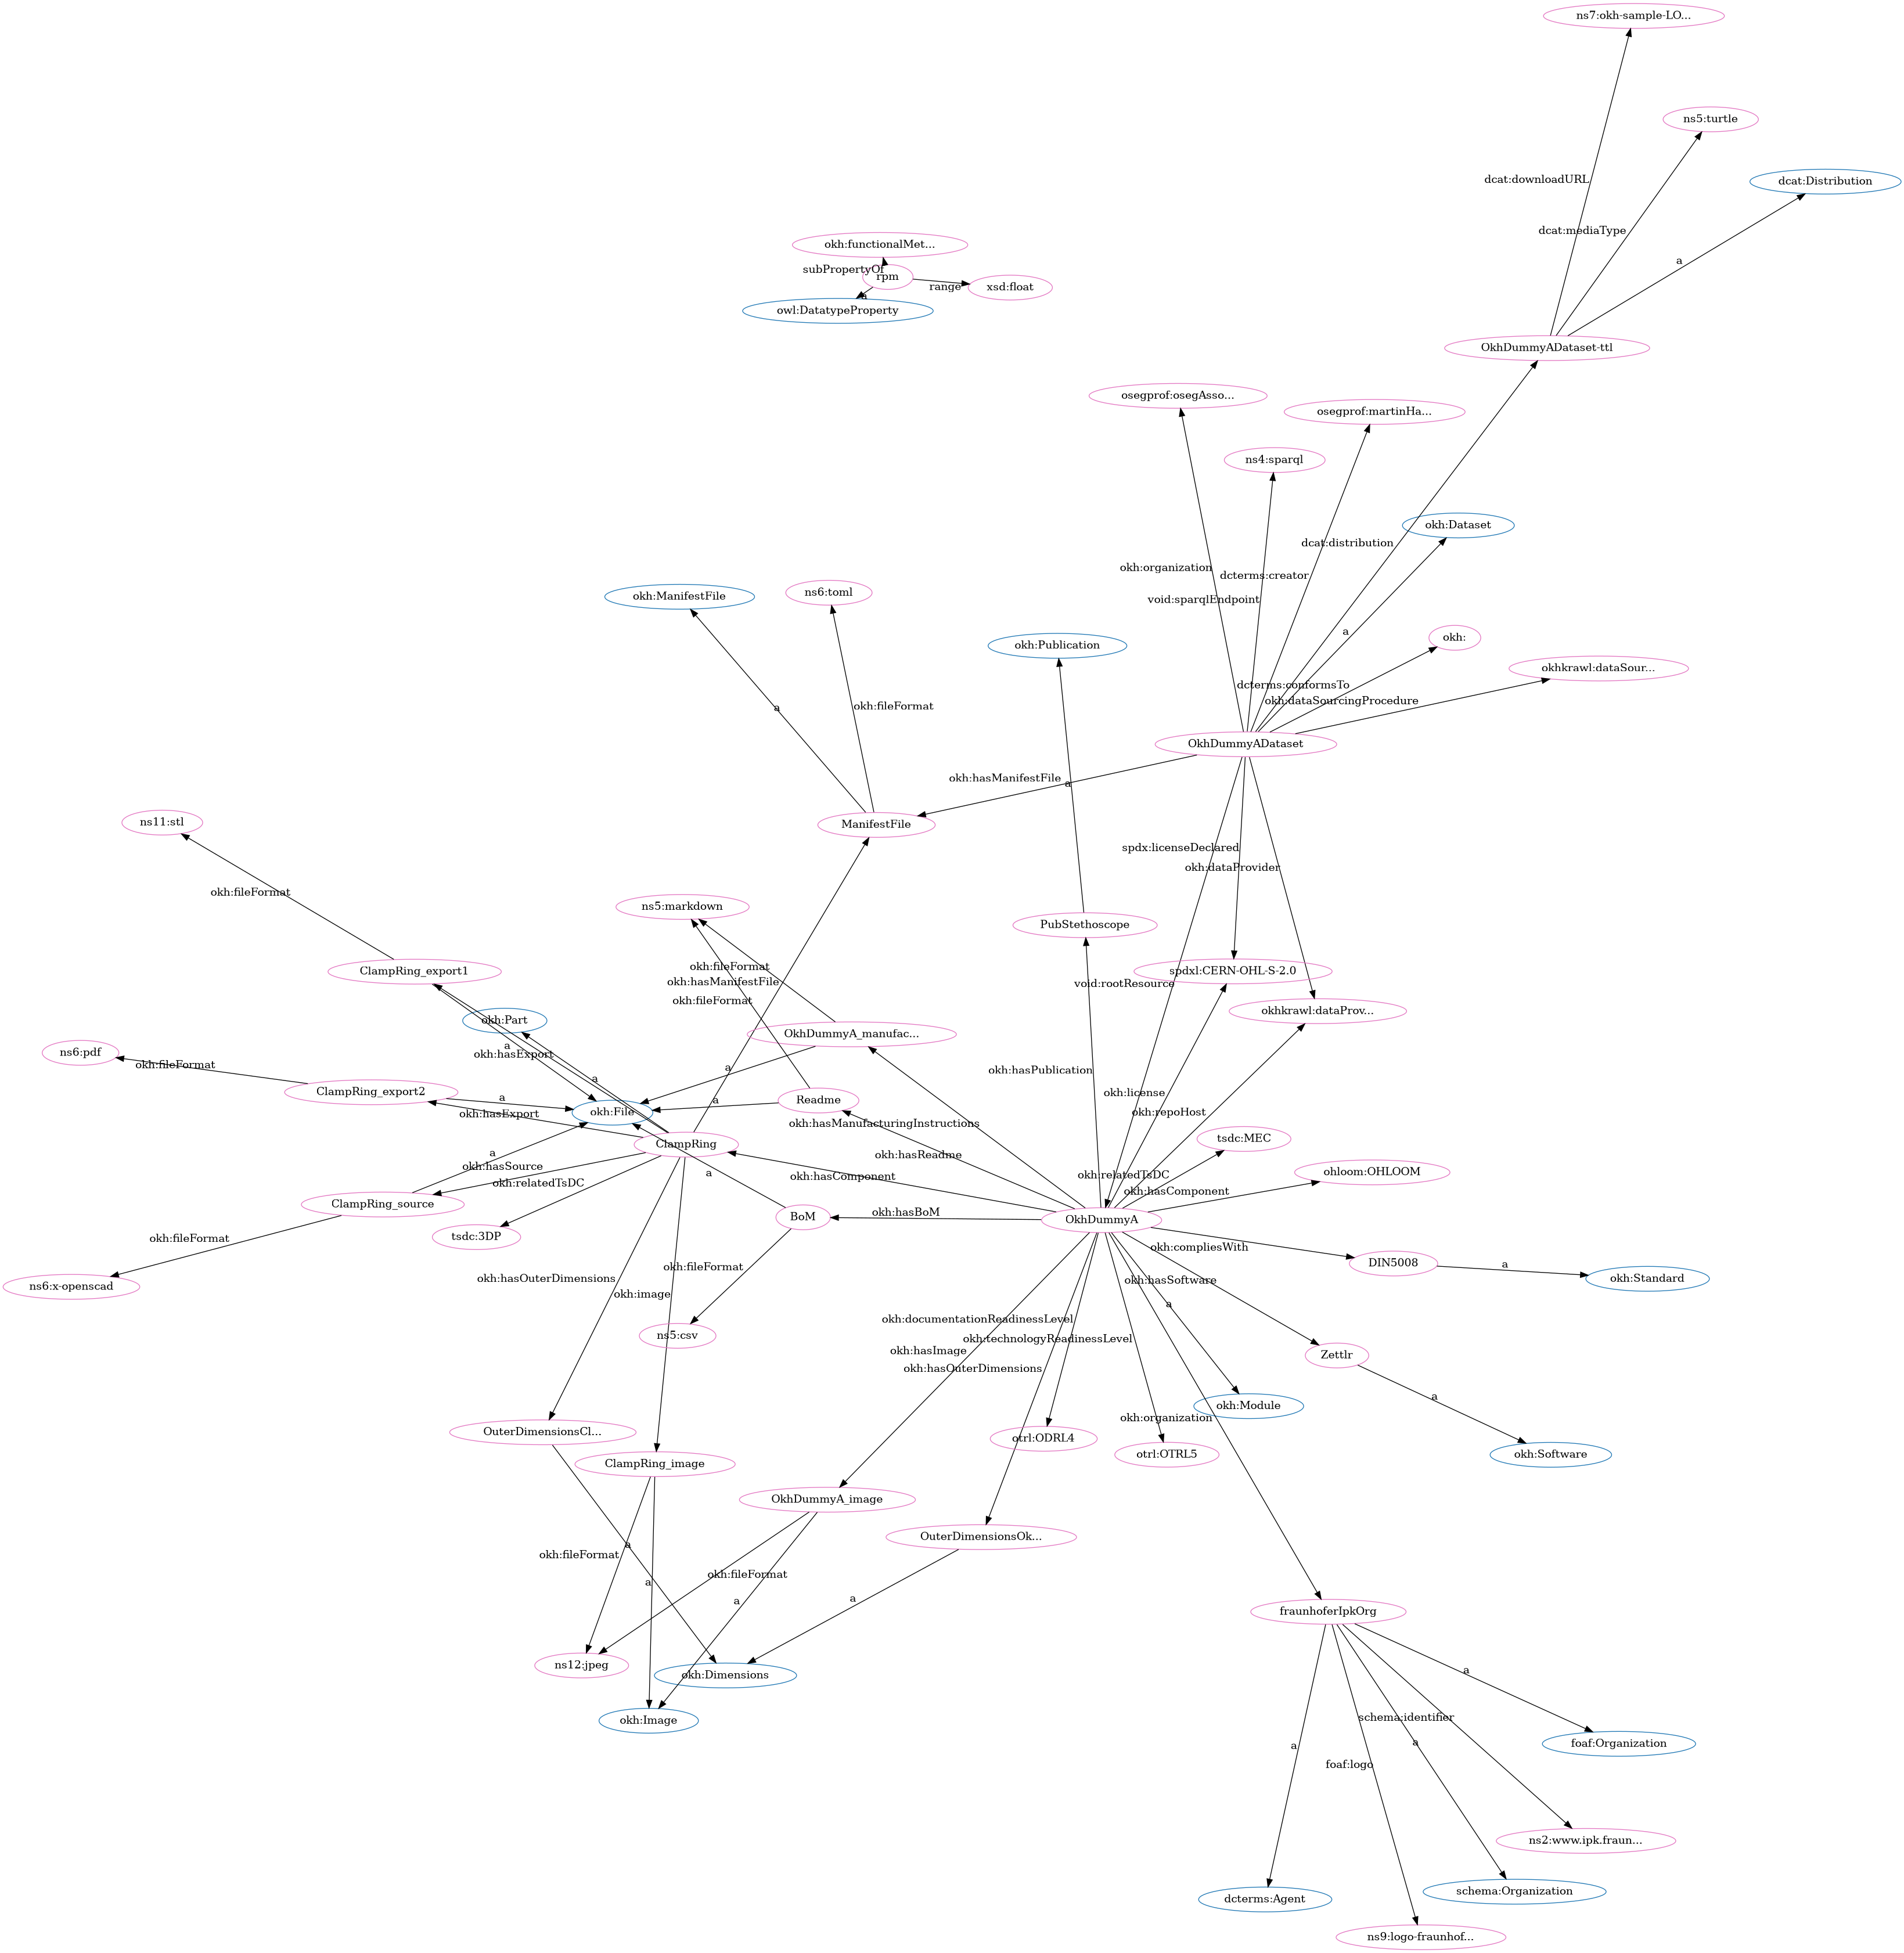 ns7:okh-sample-LO...
ns5:turtle
dcat:downloadURL
dcat:Distribution
dcat:mediaType
okh:functionalMet...
a
subPropertyOf
rpm
range
xsd:float
a
owl:DatatypeProperty
OkhDummyADataset-ttl
osegprof:osegAsso...
osegprof:martinHa...
ns4:sparql
okh:Dataset
dcat:distribution
okh:organization
dcterms:creator
okh:ManifestFile
ns6:toml
void:sparqlEndpoint
a
okh:Publication
okh:
okhkrawl:dataSour...
dcterms:conformsTo
okh:dataSourcingProcedure
a
okh:fileFormat
OkhDummyADataset
okh:hasManifestFile
a
ns11:stl
ManifestFile
spdx:licenseDeclared
okh:dataProvider
okh:fileFormat
ns5:markdown
PubStethoscope
okh:fileFormat
ClampRing_export1
spdxl:CERN-OHL-S-2.0
okh:hasManifestFile
void:rootResource
okh:fileFormat
okhkrawl:dataProv...
okh:Part
OkhDummyA_manufac...
a
ns6:pdf
okh:hasExport
okh:fileFormat
a
a
okh:hasPublication
ClampRing_export2
okh:license
a
a
Readme
okh:File
okh:hasExport
okh:repoHost
okh:hasManufacturingInstructions
tsdc:MEC
ClampRing
a
okh:hasReadme
okh:hasSource
a
okh:hasComponent
okh:relatedTsDC
ohloom:OHLOOM
okh:relatedTsDC
okh:hasComponent
ClampRing_source
okh:hasBoM
BoM
OkhDummyA
tsdc:3DP
okh:fileFormat
okh:compliesWith
DIN5008
a
okh:Standard
okh:fileFormat
okh:hasOuterDimensions
okh:hasSoftware
ns6:x-openscad
okh:image
a
okh:documentationReadinessLevel
ns5:csv
okh:technologyReadinessLevel
okh:hasImage
Zettlr
okh:hasOuterDimensions
a
okh:Module
okh:organization
OuterDimensionsCl...
otrl:ODRL4
otrl:OTRL5
okh:Software
ClampRing_image
OkhDummyA_image
OuterDimensionsOk...
a
okh:fileFormat
okh:fileFormat
a
a
a
fraunhoferIpkOrg
ns12:jpeg
okh:Dimensions
a
okh:Image
schema:identifier
a
a
foaf:Organization
foaf:logo
ns2:www.ipk.fraun...
schema:Organization
dcterms:Agent
ns9:logo-fraunhof...